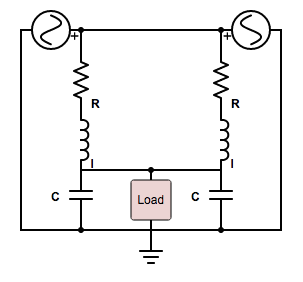 + +
R R
I I
C Load C